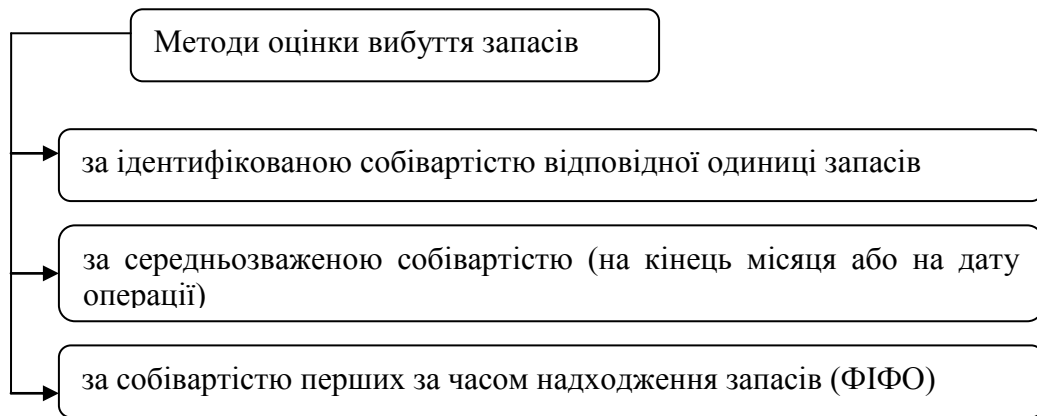 Методи оцінки вибуття запасів
за ідентифікованою собівартістю відповідної одиниці запасів
за середньозваженою собівартістю (на кінець місяця або на дату
операції)
за собівартістю перших за часом надходження запасів (ФІФО)